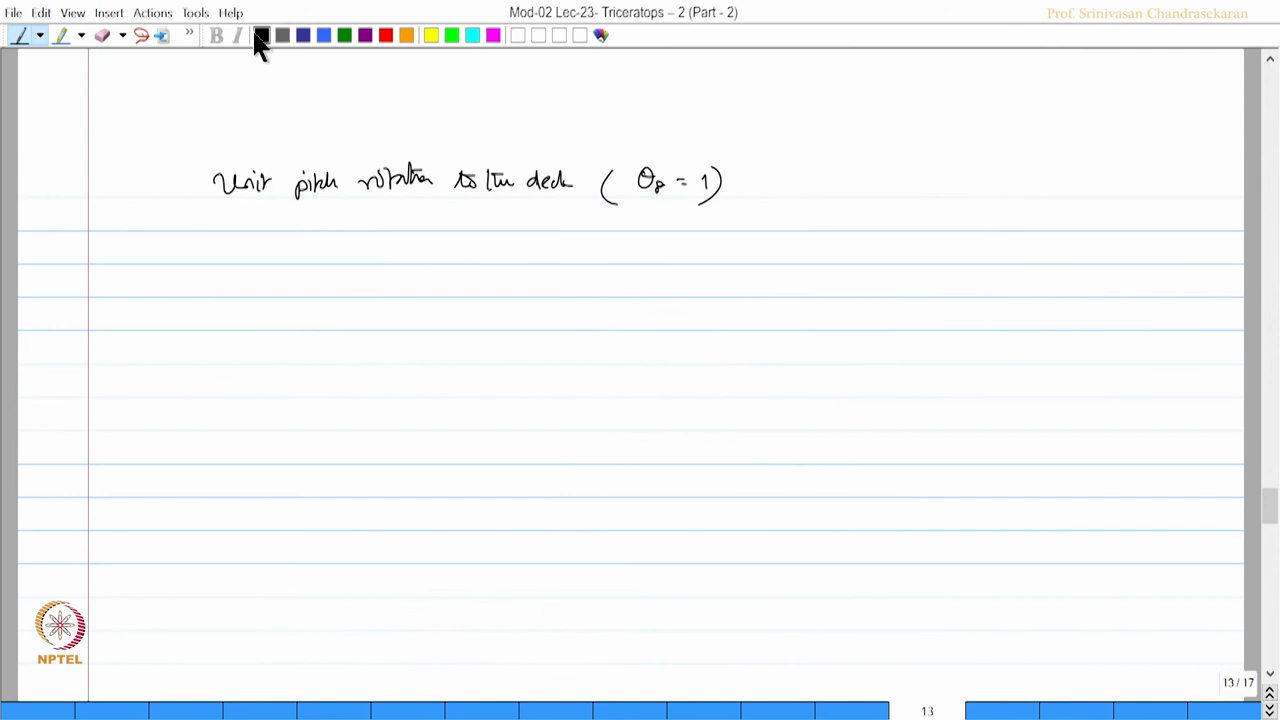 File Edit View Insert Actions Tools Help
Mod-02 Lec-23- Triceratops – 2 (Part - 2)
Prof. Srinivasan Chandrasekaran
B I
Unit pitch rotation to the deck ( θ₈ = 1 )
NPTEL
13 / 17
13